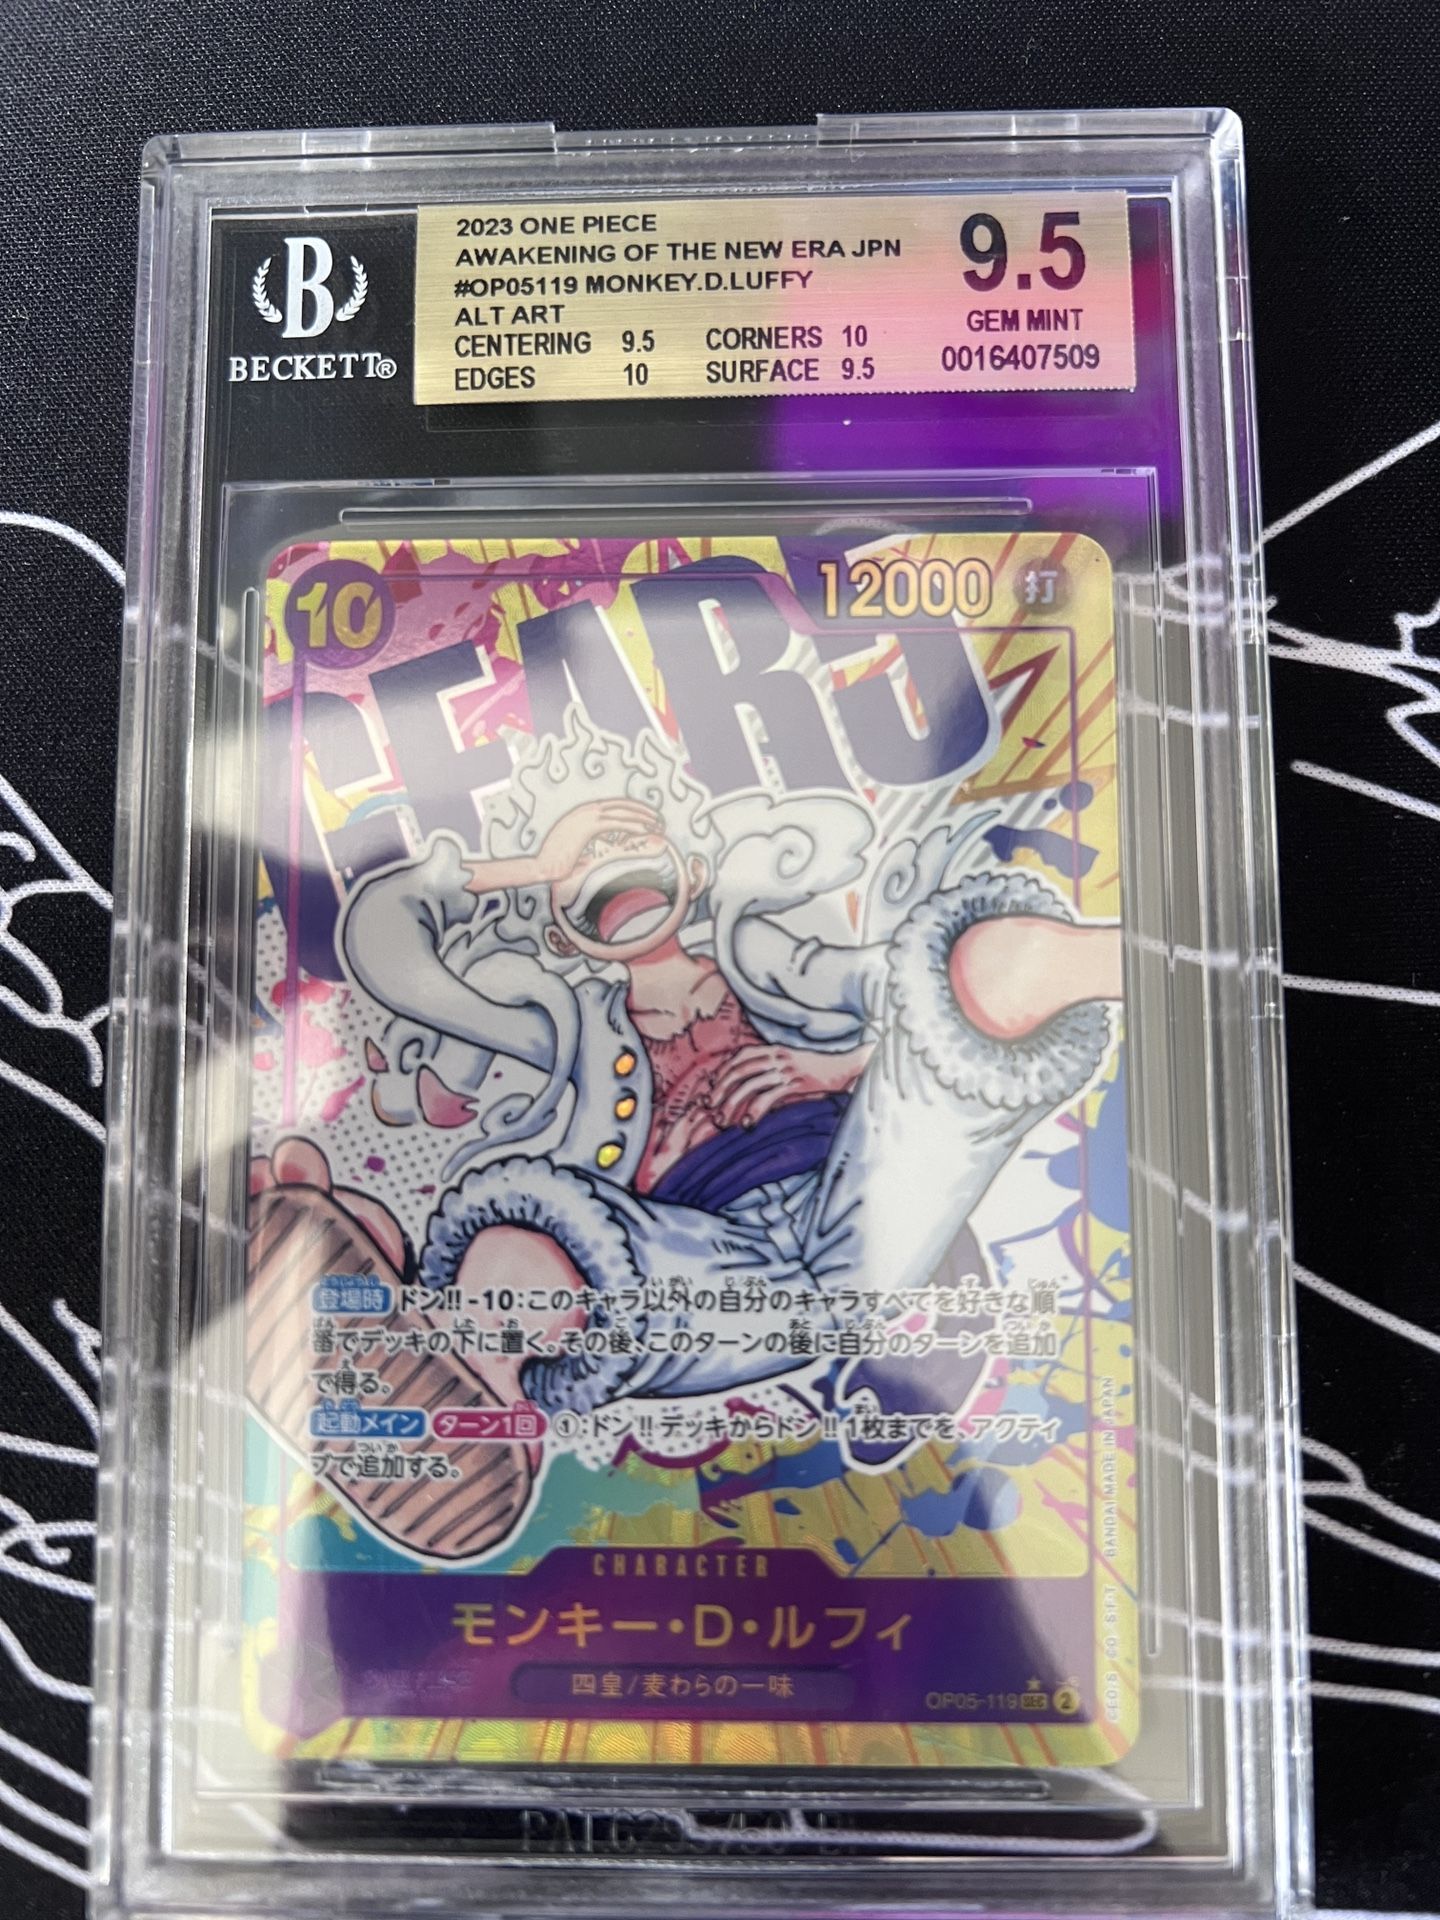 2023 ONE PIECE
AWAKENING OF THE NEW ERA JPN
#OP05119 MONKEY.D.LUFFY
ALT ART
CENTERING 9.5 CORNERS 10
EDGES 10 SURFACE 9.5
9.5
GEM MINT
0016407509
B
BECKETT®
10
12000 打
GEAR5
登場時 ドン!!-10:このキャラ以外の自分のキャラすべてを好きな順
番でデッキの下に置く。その後、このターンの後に自分のターンを追加
で得る。
起動メイン ターン1回 ①:ドン!!デッキからドン!!1枚までを、アクティ
ブで追加する。
CHARACTER
モンキー・D・ルフィ
四皇/麦わらの一味
OP05-119 SEC 2
BANDAI MADE IN JAPAN